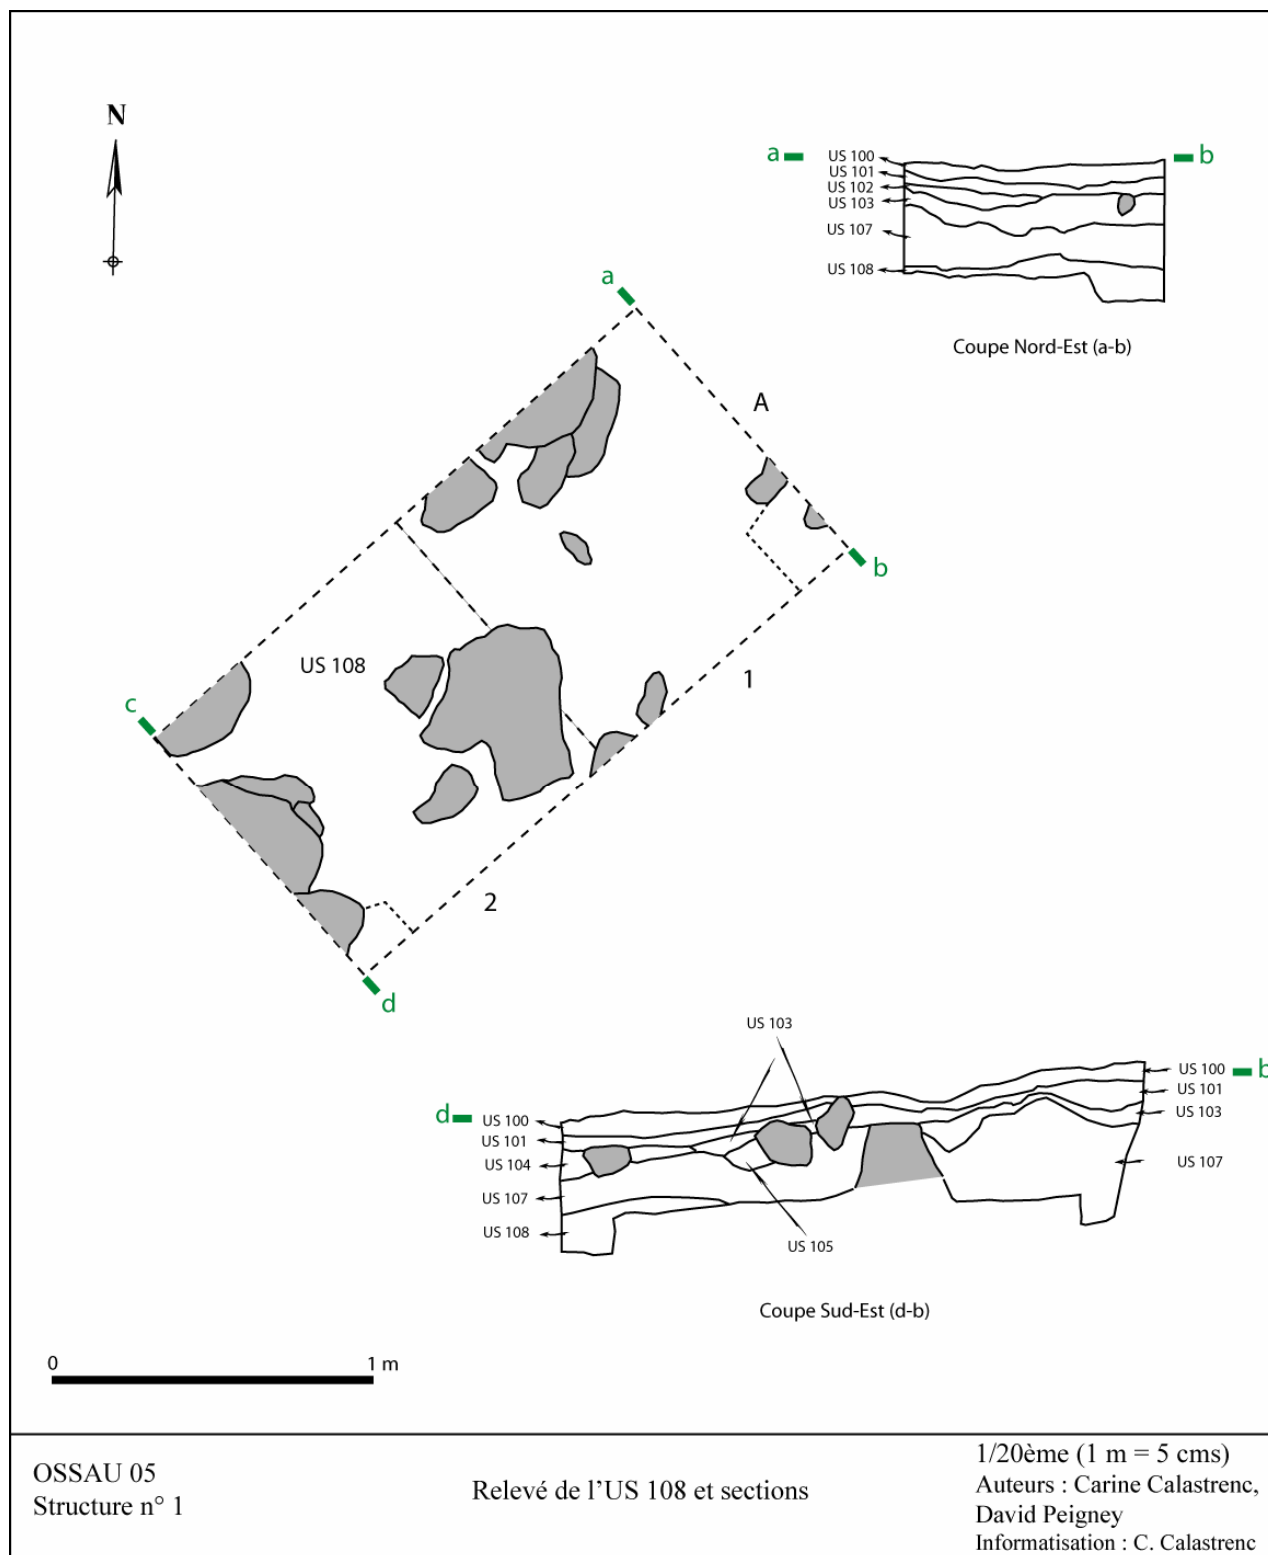 N
a
b
US 100
US 101
US 102
US 103
US 107
US 108
Coupe Nord-Est (a-b)
a
A
b
US 108
1
c
2
d
US 103
d
US 100
US 101
US 104
US 107
US 108
US 105
US 100
b
US 101
US 103
US 107
Coupe Sud-Est (d-b)
0
1 m
OSSAU 05
Structure n° 1
Relevé de l'US 108 et sections
1/20ème (1 m = 5 cms)
Auteurs : Carine Calastrenc,
David Peigney
Informatisation : C. Calastrenc